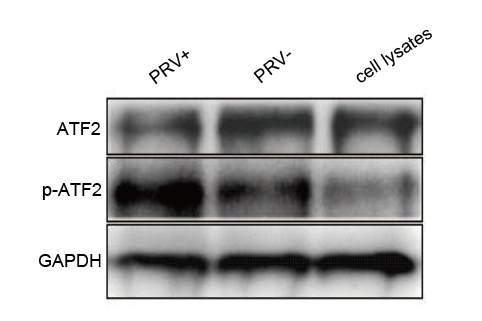 PRV+
PRV-
cell lysates
ATF2
p-ATF2
GAPDH